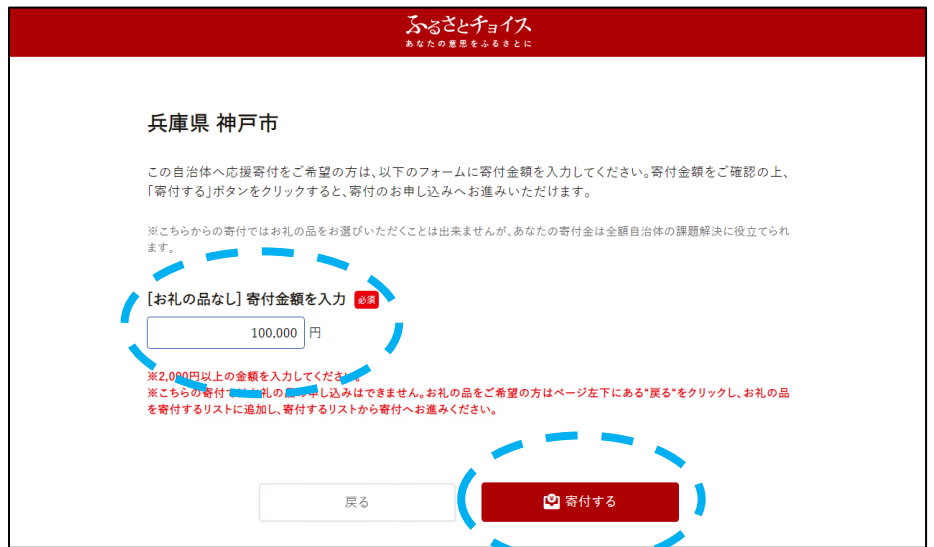 ふるさとチョイス
あなたの意思をふるさとに
兵庫県 神戸市
この自治体へ応援寄付をご希望の方は、以下のフォームに寄付金額を入力してください。寄付金額をご確認の上、
「寄付する」ボタンをクリックすると、寄付のお申し込みへお進みいただけます。
※こちらからの寄付ではお礼の品をお選びいただくことは出来ませんが、あなたの寄付金は全額自治体の課題解決に役立てられ
ます。
[お礼の品なし] 寄付金額を入力 必須
100,000 円
※2,000円以上の金額を入力してください。
※こちらの寄付ではお礼の品の申し込みはできません。お礼の品をご希望の方はページ左下にある“戻る“をクリックし、お礼の品
を寄付するリストに追加し、寄付するリストから寄付へお進みください。
戻る 寄付する